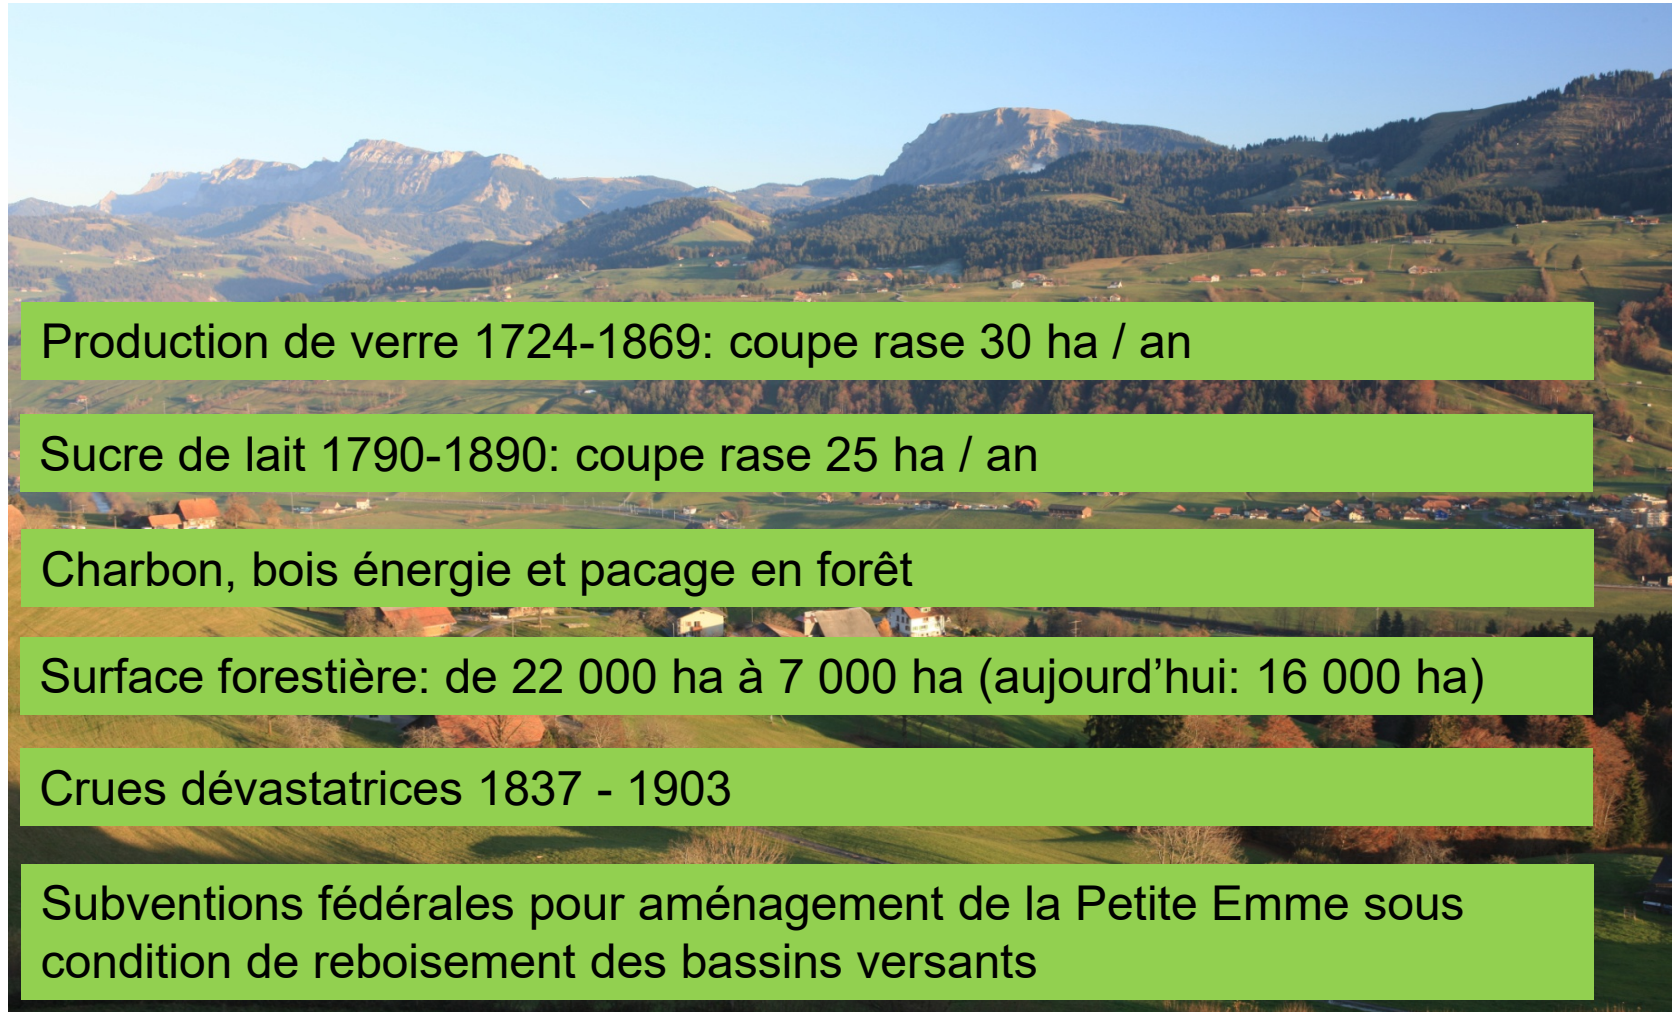 Production de verre 1724-1869: coupe rase 30 ha / an
Sucre de lait 1790-1890: coupe rase 25 ha / an
Charbon, bois énergie et pacage en forêt
Surface forestière: de 22 000 ha à 7 000 ha (aujourd’hui: 16 000 ha)
Crues dévastatrices 1837 - 1903
Subventions fédérales pour aménagement de la Petite Emme sous
condition de reboisement des bassins versants